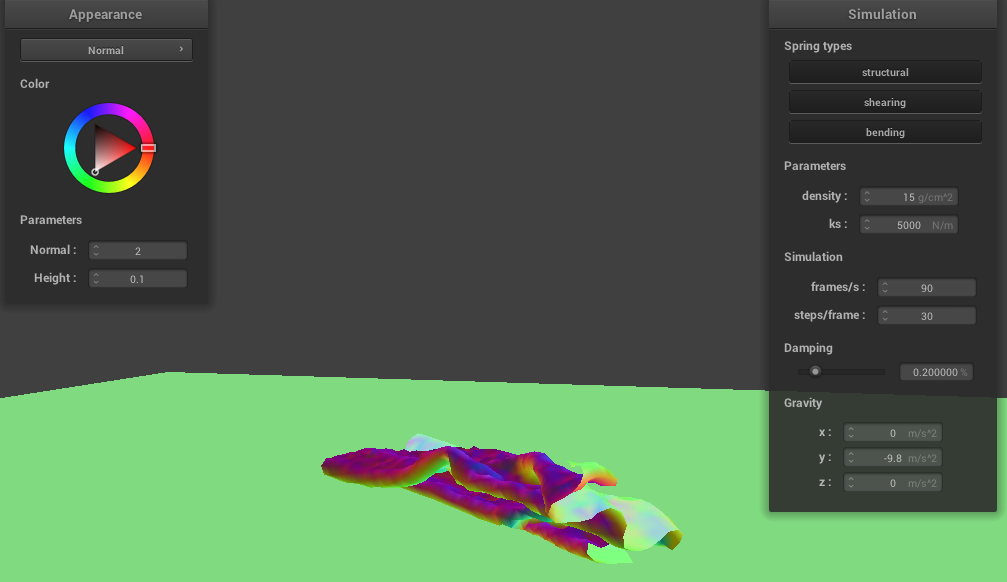 Appearance
Normal
Color
Parameters
Normal :
2
Height :
0.1
Simulation
Spring types
structural
shearing
bending
Parameters
density :
15 g/cm^2
ks :
5000 N/m
Simulation
frames/s :
90
steps/frame :
30
Damping
0.200000 %
Gravity
x :
0 m/s^2
y :
-9.8 m/s^2
z :
0 m/s^2